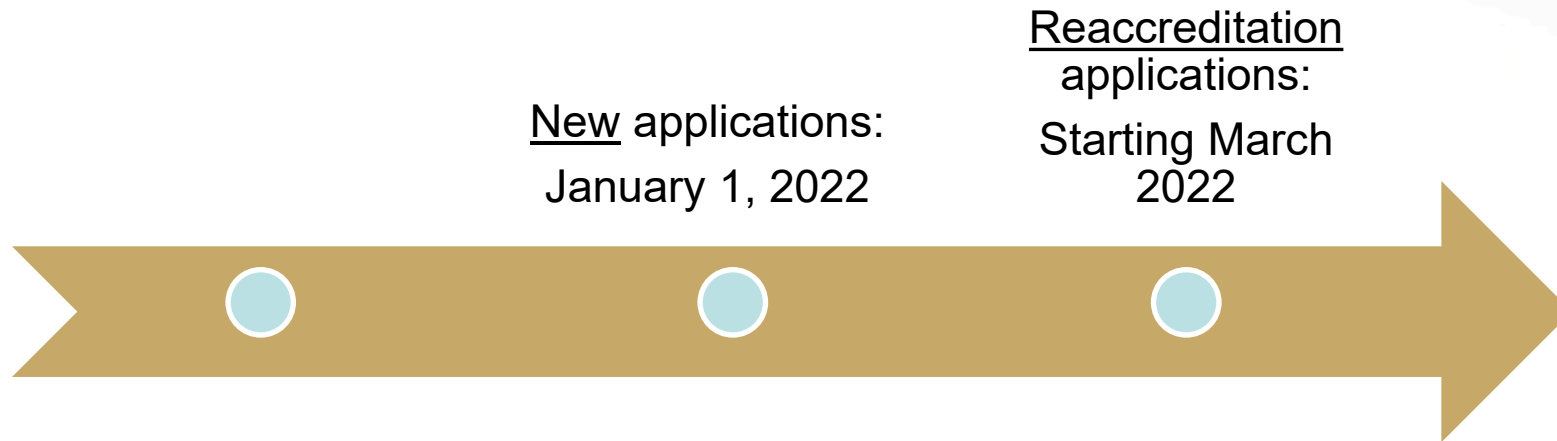 New applications:
January 1, 2022
Reaccreditation
applications:
Starting March
2022